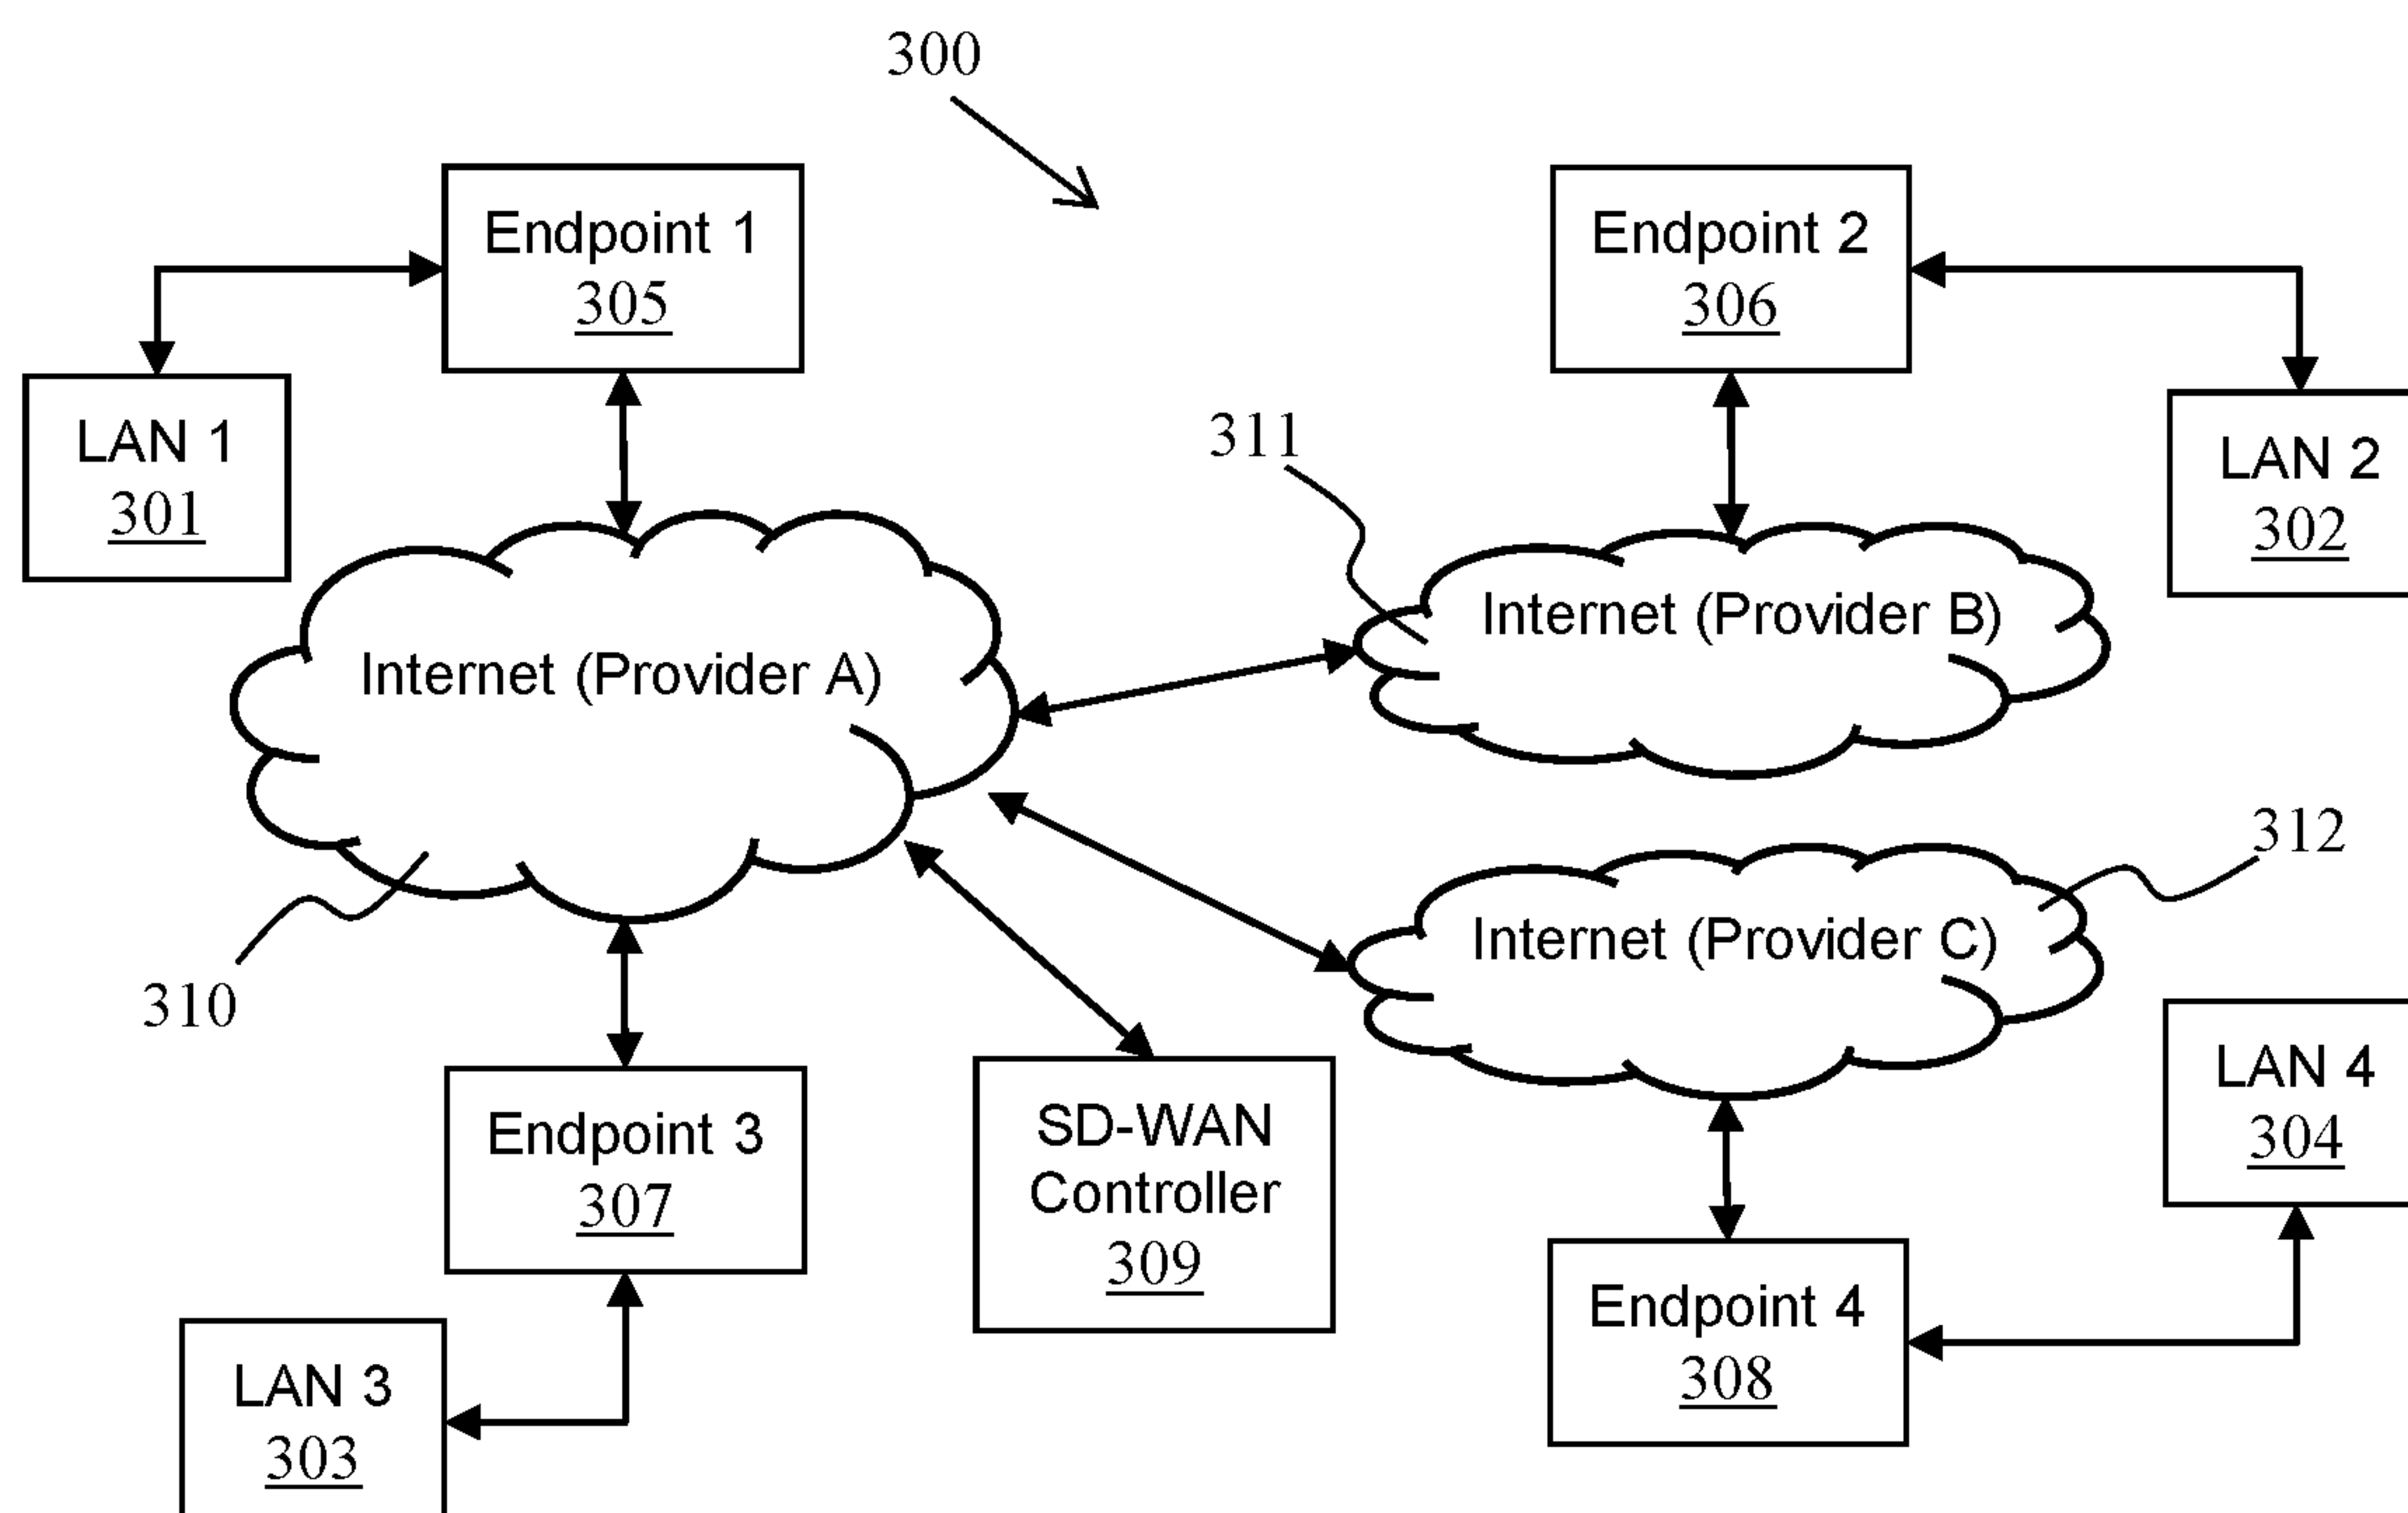 300
Endpoint 1
305
Endpoint 2
306
LAN 1
301
311
LAN 2
302
Internet (Provider A)
Internet (Provider B)
312
Internet (Provider C)
310
LAN 4
304
Endpoint 3
307
SD-WAN
Controller
309
Endpoint 4
308
LAN 3
303